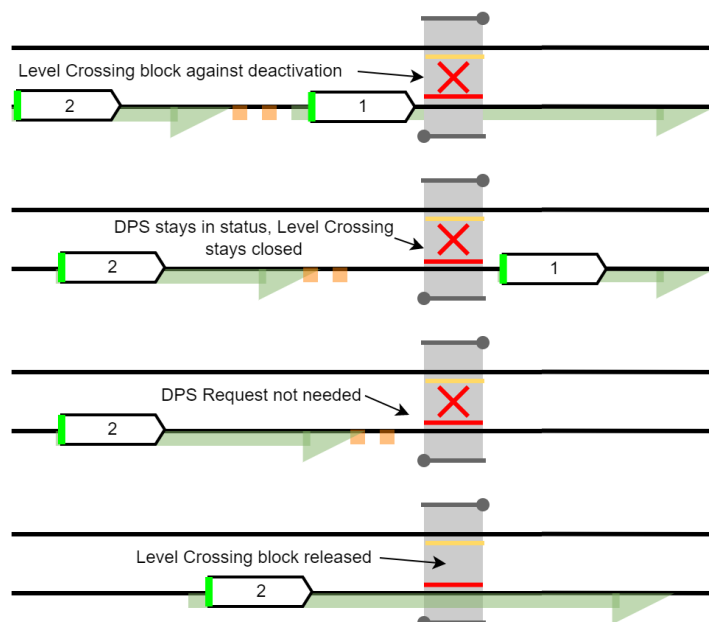 Level Crossing block against deactivation
2
1
DPS stays in status, Level Crossing
stays closed
2
1
DPS Request not needed
2
Level Crossing block released
2